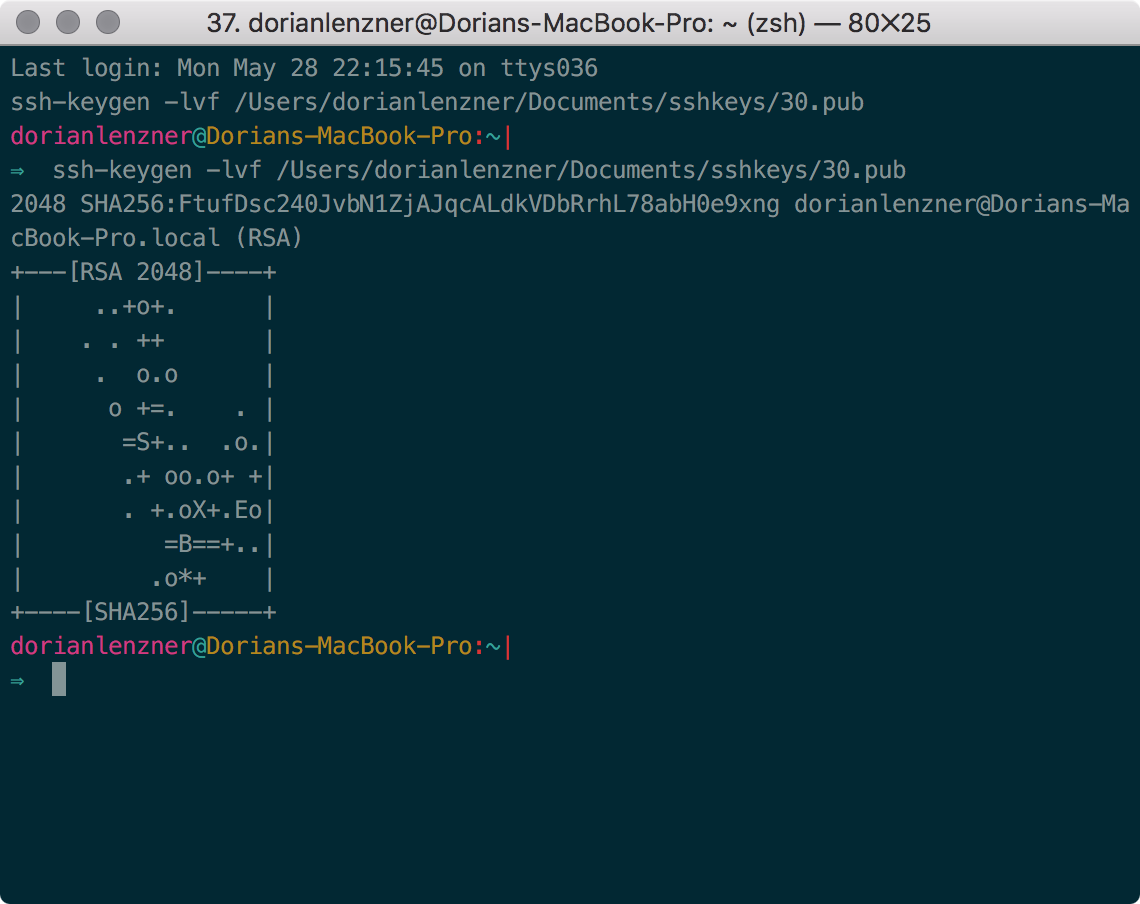 37. dorianlenzner@Dorians-MacBook-Pro: ~ (zsh) — 80×25
Last login: Mon May 28 22:15:45 on ttys036
ssh-keygen -lvf /Users/dorianlenzner/Documents/sshkeys/30.pub
dorianlenzner@Dorians-MacBook-Pro:~|
⇒  ssh-keygen -lvf /Users/dorianlenzner/Documents/sshkeys/30.pub
2048 SHA256:FtufDsc240JvbN1ZjAJqcALdkVDbRrhL78abH0e9xng dorianlenzner@Dorians-Ma
cBook-Pro.local (RSA)
+---[RSA 2048]----+
|     ..+o+.      |
|    . . ++       |
|     .  o.o      |
|      o +=.    . |
|       =S+..  .o.|
|       .+ oo.o+ +|
|       . +.oX+.Eo|
|          =B==+..|
|         .o*+    |
+----[SHA256]-----+
dorianlenzner@Dorians-MacBook-Pro:~|
⇒